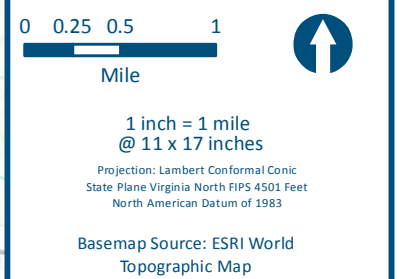 0 0.25 0.5 1
Mile
1 inch = 1 mile
@ 11 x 17 inches
Projection: Lambert Conformal Conic
State Plane Virginia North FIPS 4501 Feet
North American Datum of 1983
Basemap Source: ESRI World
Topographic Map